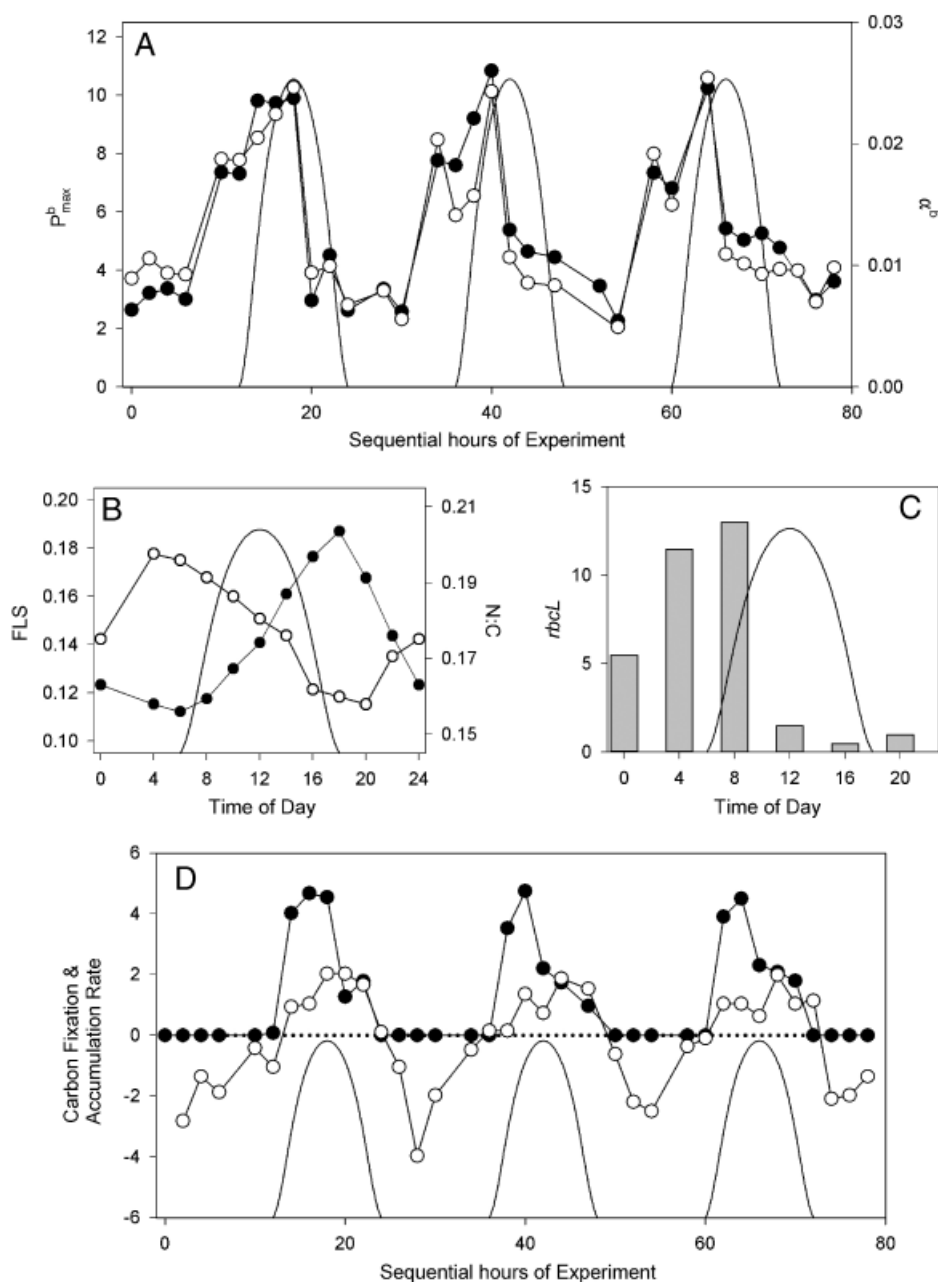 A
12
10
8
6
4
2
0
P^b_max
0.03
0.02
0.01
0.00
α^b
0 20 40 60 80
Sequential hours of Experiment
B
0.20
0.18
0.16
0.14
0.12
0.10
FLS
0.21
0.19
0.17
0.15
N:C
0 4 8 12 16 20 24
Time of Day
C
15
10
5
0
rbcL
0 4 8 12 16 20
Time of Day
D
6
4
2
0
-2
-4
-6
Carbon Fixation &
Accumulation Rate
0 20 40 60 80
Sequential hours of Experiment